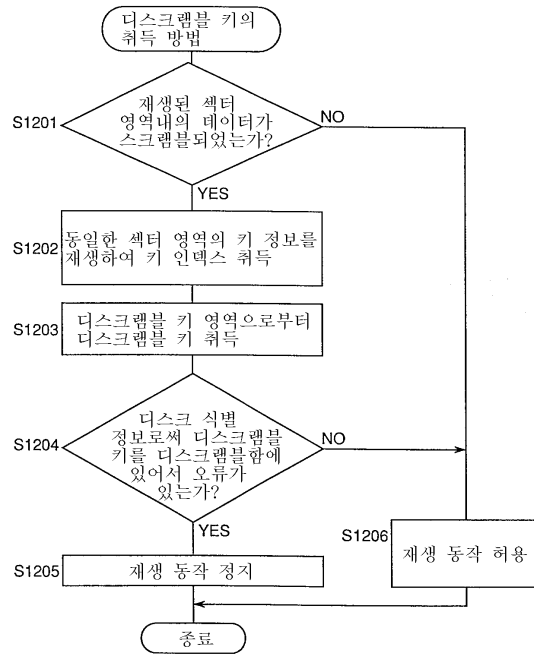 디스크램블 키의
취득 방법
S1201
재생된 섹터
영역내의 데이터가
스크램블되었는가?
NO
YES
S1202
동일한 섹터 영역의 키 정보를
재생하여 키 인덱스 취득
S1203
디스크램블 키 영역으로부터
디스크램블 키 취득
S1204
디스크 식별
정보로써 디스크램블
키를 디스크램블함에
있어서 오류가
있는가?
NO
YES
S1205
재생 동작 정지
S1206
재생 동작 허용
종료